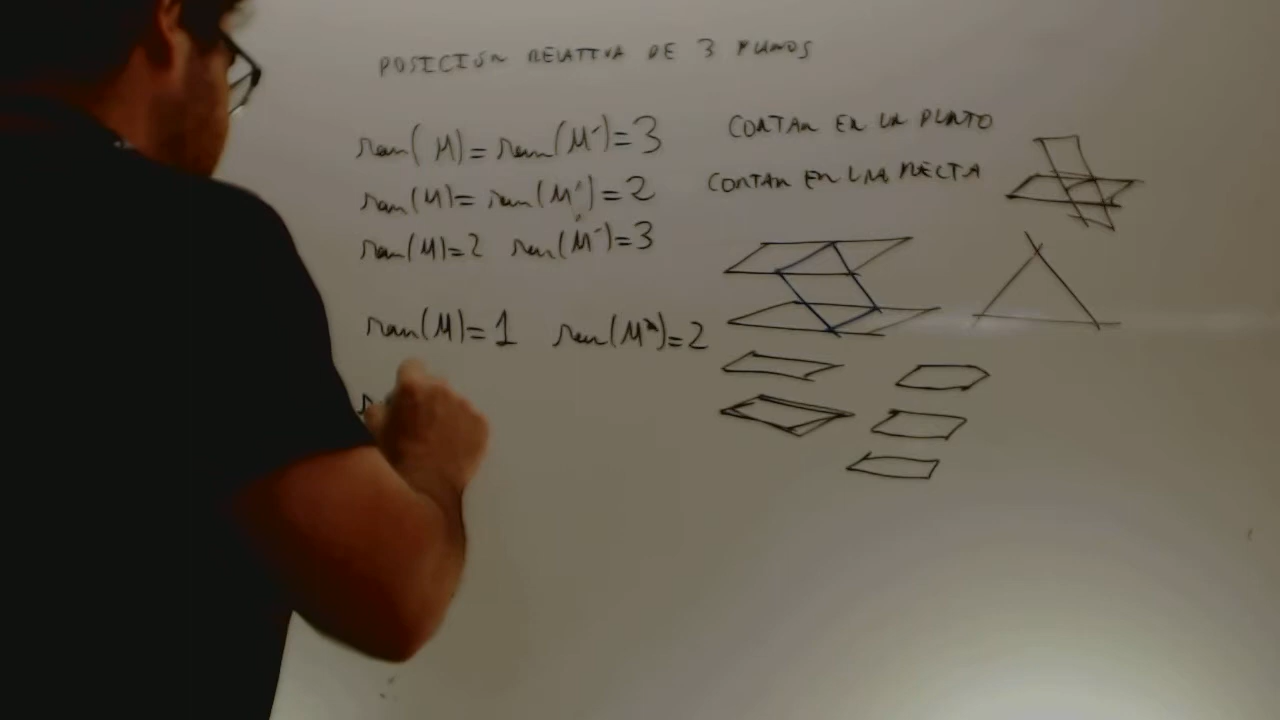 POSICIÓN RELATIVA DE 3 PLANOS
ran(M)=ran(M')=3 CORTAN EN UN PUNTO
ran(M)=ran(M')=2 CORTAN EN UNA RECTA
ran(M)=2 ran(M')=3
ran(M)=1 ran(M*)=2